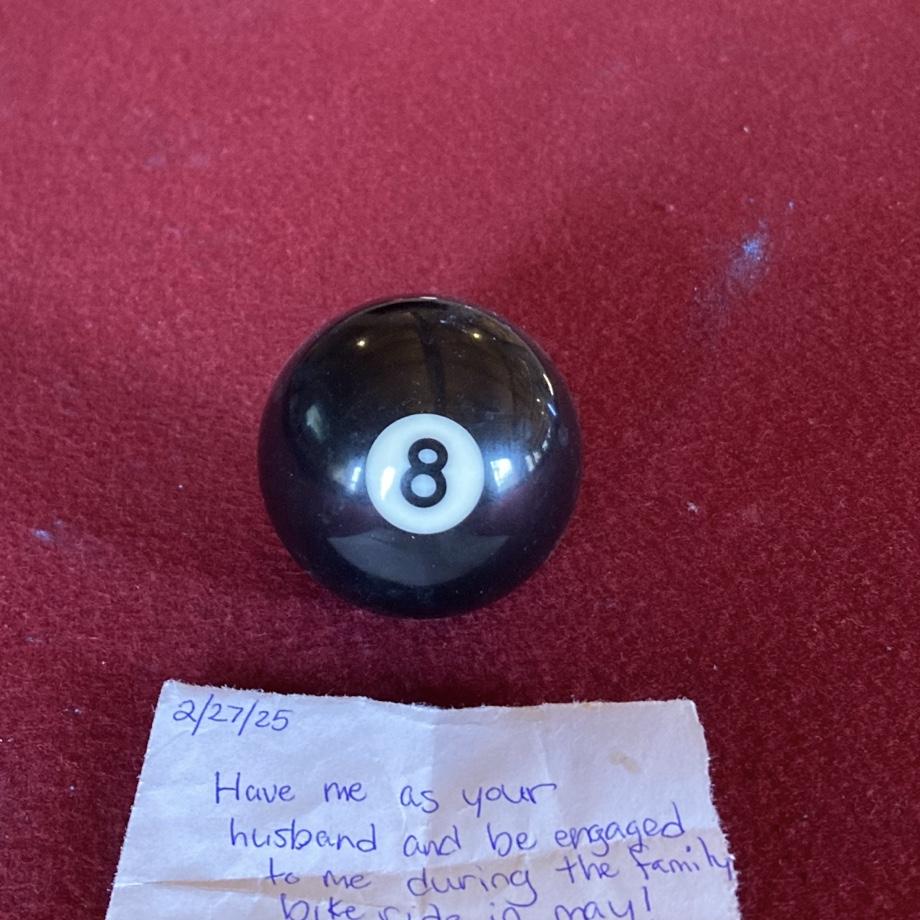 8
2/27/25
Have me as your
husband and be engaged
to me during the family
bike ride in may!